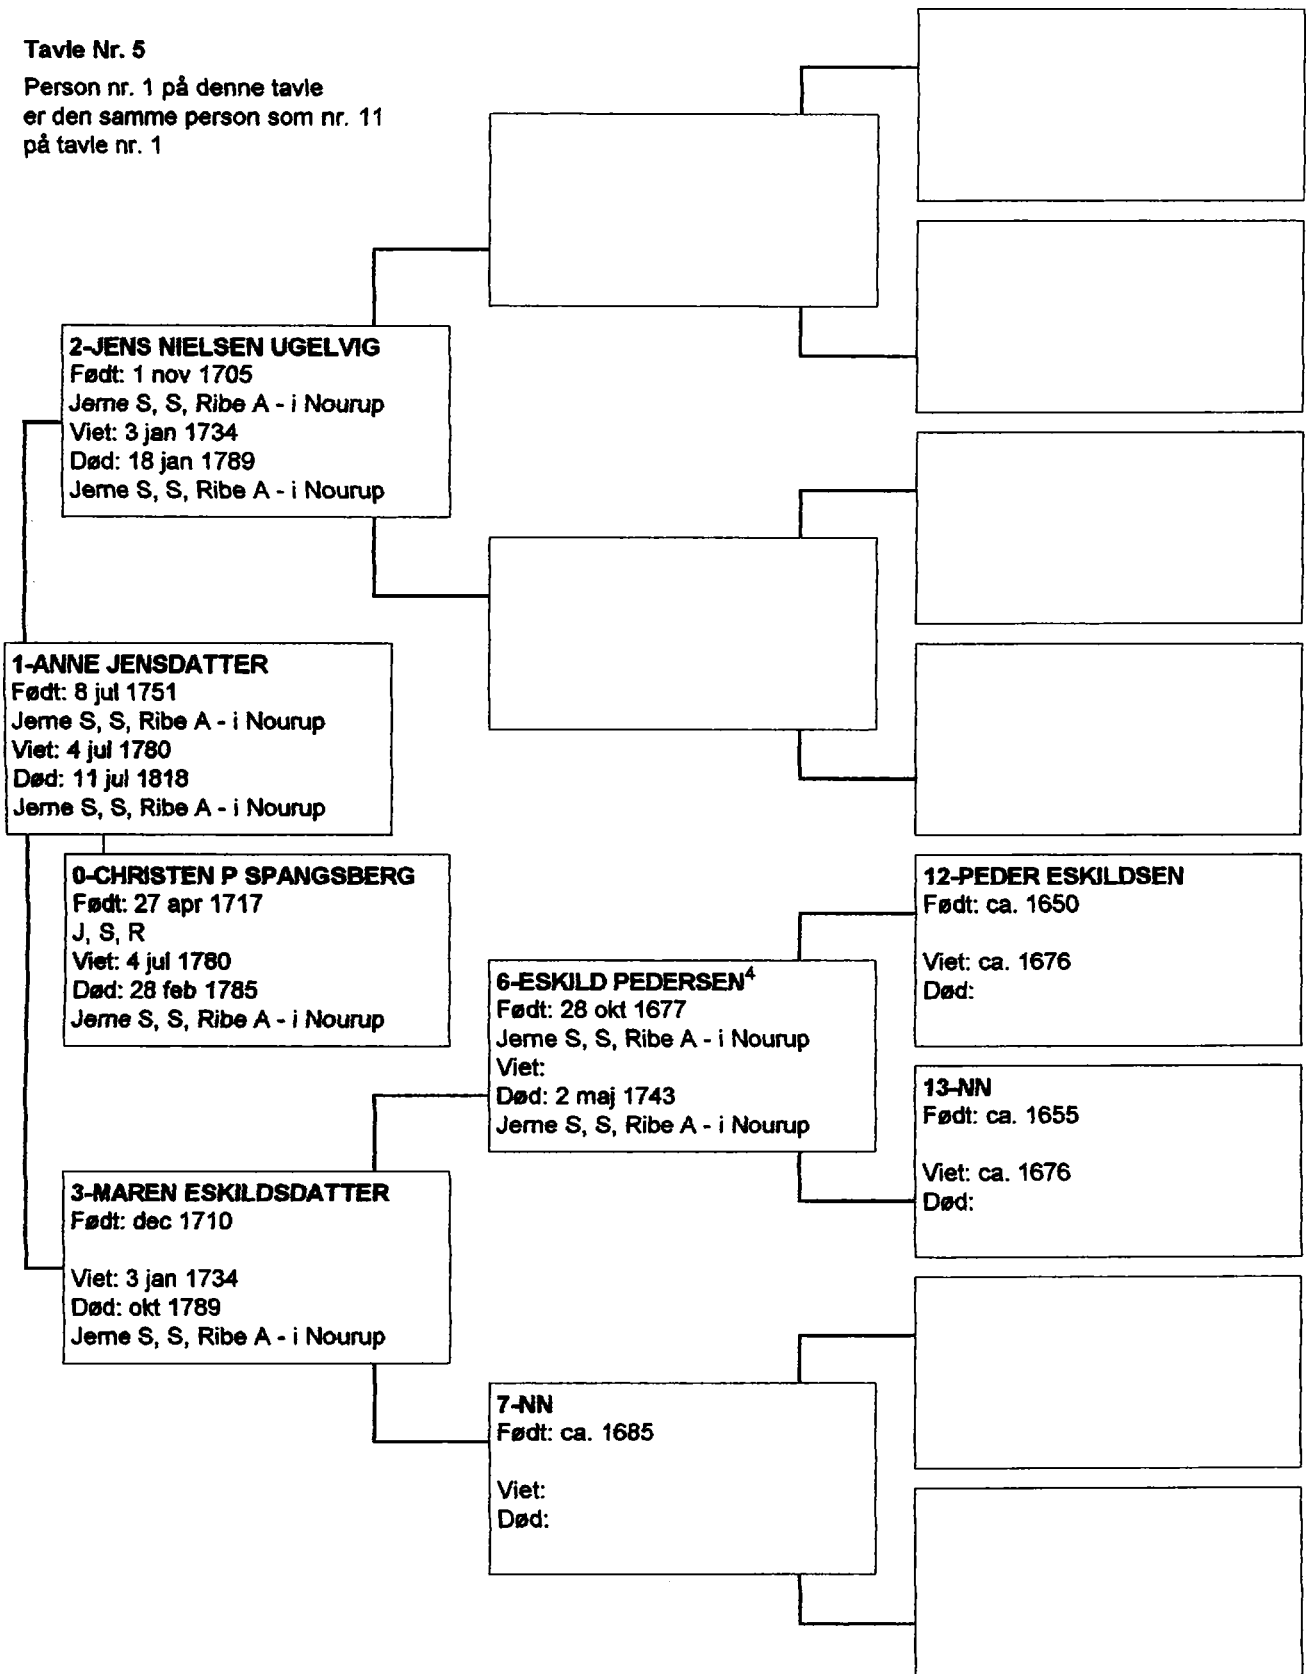 Tavle Nr. 5
Person nr. 1 på denne tavle
er den samme person som nr. 11
på tavle nr. 1
2-JENS NIELSEN UGELVIG
Født: 1 nov 1705
Jerne S, S, Ribe A - i Nourup
Viet: 3 jan 1734
Død: 18 jan 1789
Jerne S, S, Ribe A - i Nourup
1-ANNE JENSDATTER
Født: 8 jul 1751
Jerne S, S, Ribe A - i Nourup
Viet: 4 jul 1780
Død: 11 jul 1818
Jerne S, S, Ribe A - i Nourup
0-CHRISTEN P SPANGSBERG
Født: 27 apr 1717
J, S, R
Viet: 4 jul 1780
Død: 28 feb 1785
Jerne S, S, Ribe A - i Nourup
3-MAREN ESKILDSDATTER
Født: dec 1710
Viet: 3 jan 1734
Død: okt 1789
Jerne S, S, Ribe A - i Nourup
6-ESKILD PEDERSEN⁴
Født: 28 okt 1677
Jerne S, S, Ribe A - i Nourup
Viet:
Død: 2 maj 1743
Jerne S, S, Ribe A - i Nourup
7-NN
Født: ca. 1685
Viet:
Død:
12-PEDER ESKILDSEN
Født: ca. 1650
Viet: ca. 1676
Død:
13-NN
Født: ca. 1655
Viet: ca. 1676
Død: